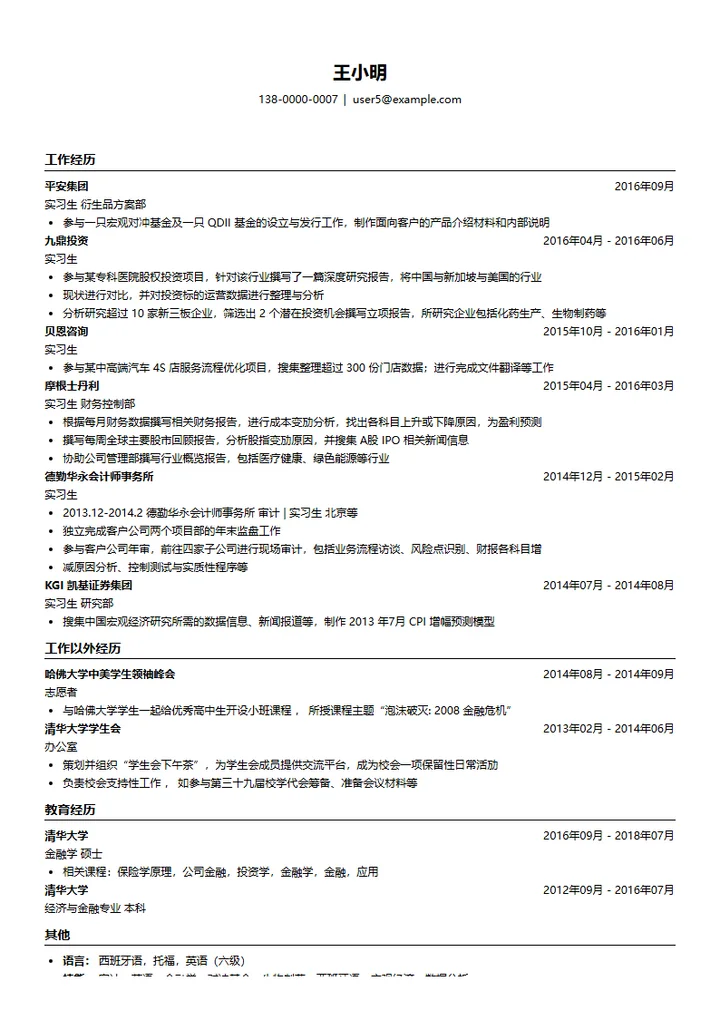 王小明
138-0000-0007 | user5@example.com
工作经历
平安集团 2016年09月
实习生 衍生品方案部
• 参与一只宏观对冲基金及一只 QDII 基金的设立与发行工作，制作面向客户的产品介绍材料和内部说明
九鼎投资 2016年04月 - 2016年06月
实习生
• 参与某专科医院股权投资项目，针对该行业撰写了一篇深度研究报告，将中国与新加坡与美国的行业
• 现状进行对比，并对投资标的运营数据进行整理与分析
• 分析研究超过 10 家新三板企业，筛选出 2 个潜在投资机会撰写立项报告，所研究企业包括化药生产、生物制药等
贝恩咨询 2015年10月 - 2016年01月
实习生
• 参与某中高端汽车 4S 店服务流程优化项目，搜集整理超过 300 份门店数据；进行完成文件翻译等工作
摩根士丹利 2015年04月 - 2016年03月
实习生 财务控制部
• 根据每月财务数据撰写相关财务报告，进行成本变动分析，找出各科目上升或下降原因，为盈利预测
• 撰写每周全球主要股市回顾报告，分析股指变动原因，并搜集 A股 IPO 相关新闻信息
• 协助公司管理部撰写行业概览报告，包括医疗健康、绿色能源等行业
德勤华永会计师事务所 2014年12月 - 2015年02月
实习生
• 2013.12-2014.2 德勤华永会计师事务所 审计 | 实习生 北京等
• 独立完成客户公司两个项目部的年末监盘工作
• 参与客户公司年审，前往四家子公司进行现场审计，包括业务流程访谈、风险点识别、财报各科目增
• 减原因分析、控制测试与实质性程序等
KGI 凯基证券集团 2014年07月 - 2014年08月
实习生 研究部
• 搜集中国宏观经济研究所需的数据信息、新闻报道等，制作 2013 年7月 CPI 增幅预测模型
工作以外经历
哈佛大学中美学生领袖峰会 2014年08月 - 2014年09月
志愿者
• 与哈佛大学学生一起给优秀高中生开设小班课程 ， 所授课程主题“泡沫破灭: 2008 金融危机”
清华大学学生会 2013年02月 - 2014年06月
办公室
• 策划并组织“学生会下午茶”，为学生会成员提供交流平台，成为校会一项保留性日常活动
• 负责校会支持性工作 ， 如参与第三十九届校学代会筹备、准备会议材料等
教育经历
清华大学 2016年09月 - 2018年07月
金融学 硕士
• 相关课程：保险学原理，公司金融，投资学，金融学，金融，应用
清华大学 2012年09月 - 2016年07月
经济与金融专业 本科
其他
• 语言： 西班牙语，托福，英语（六级）